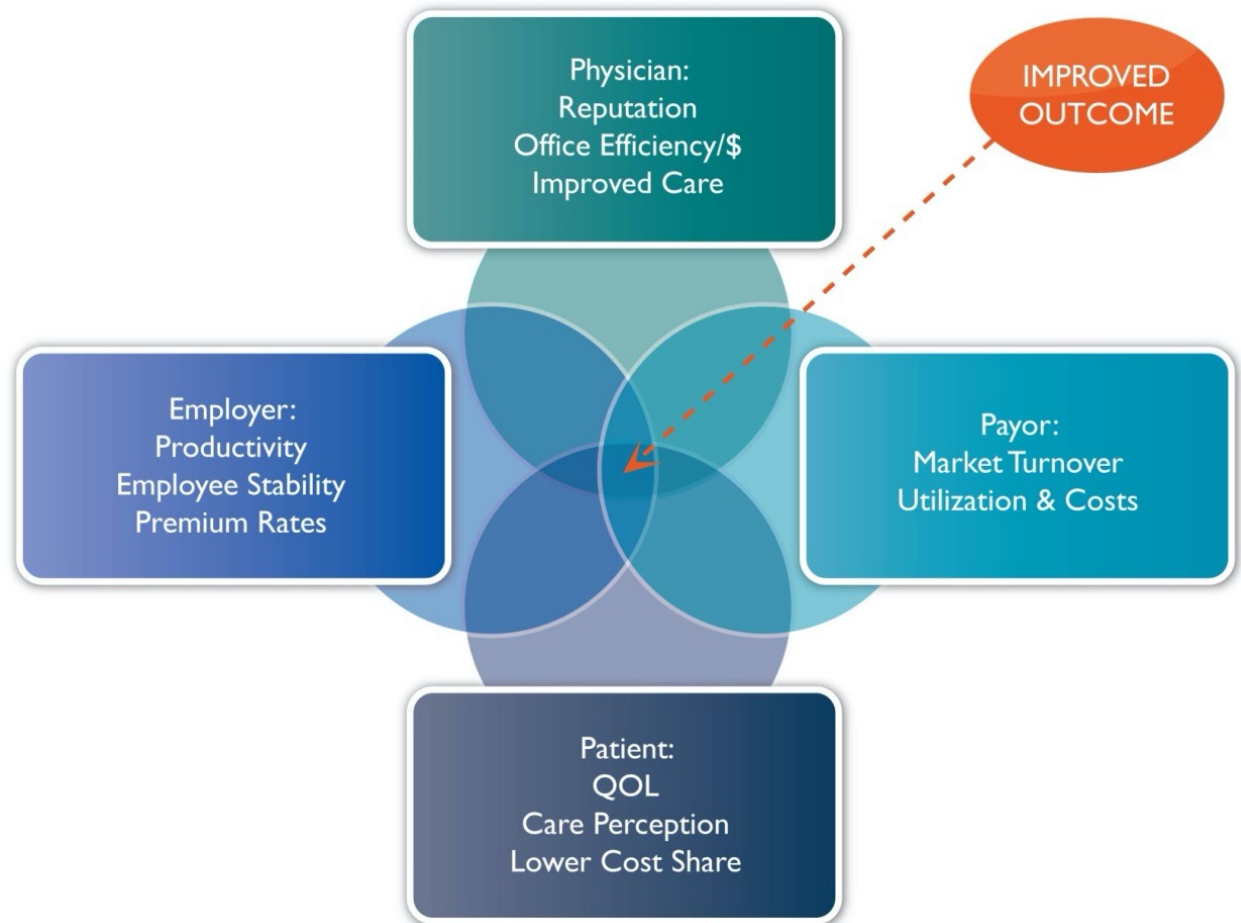 Physician:
Reputation
Office Efficiency/$
Improved Care
IMPROVED
OUTCOME
Employer:
Productivity
Employee Stability
Premium Rates
Payor:
Market Turnover
Utilization & Costs
Patient:
QOL
Care Perception
Lower Cost Share